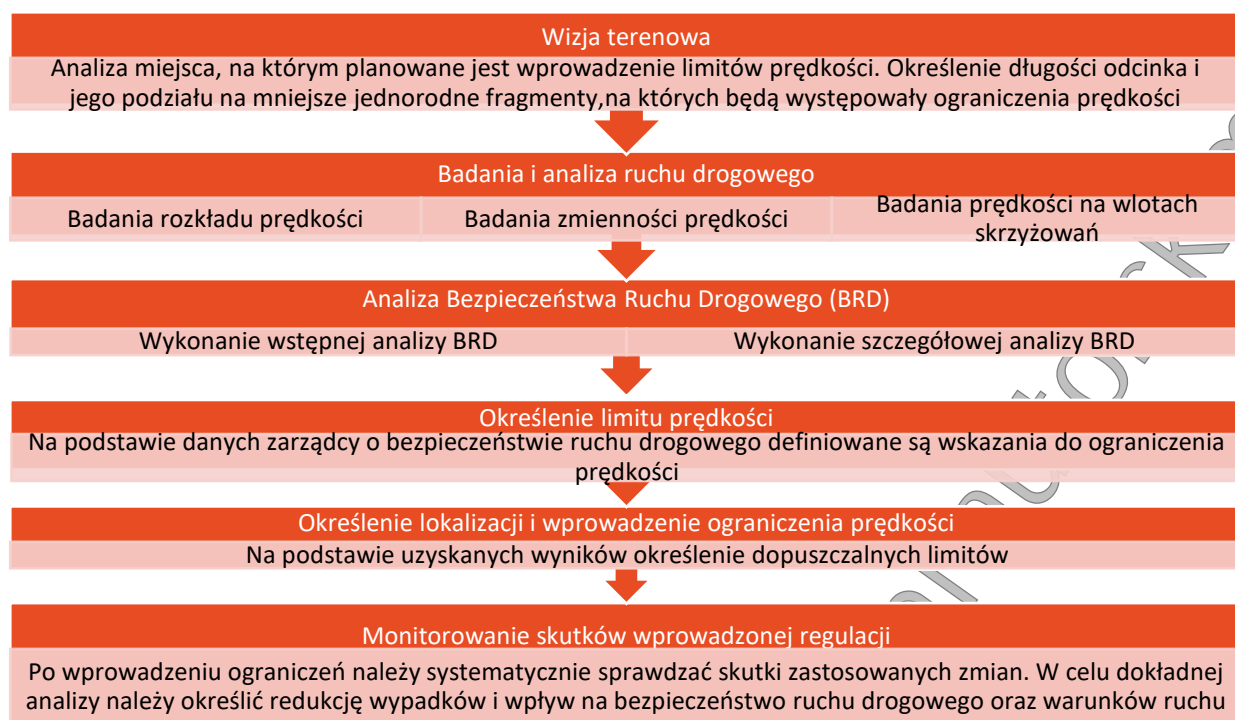 Wizja terenowa
Analiza miejsca, na którym planowane jest wprowadzenie limitów prędkości. Określenie długości odcinka i
jego podziału na mniejsze jednorodne fragmenty,na których będą występowały ograniczenia prędkości
Badania i analiza ruchu drogowego
Badania rozkładu prędkości
Badania zmienności prędkości
Badania prędkości na wlotach
skrzyżowań
Analiza Bezpieczeństwa Ruchu Drogowego (BRD)
Wykonanie wstępnej analizy BRD
Wykonanie szczegółowej analizy BRD
Określenie limitu prędkości
Na podstawie danych zarządcy o bezpieczeństwie ruchu drogowego definiowane są wskazania do ograniczenia
prędkości
Określenie lokalizacji i wprowadzenie ograniczenia prędkości
Na podstawie uzyskanych wyników określenie dopuszczalnych limitów
Monitorowanie skutków wprowadzonej regulacji
Po wprowadzeniu ograniczeń należy systematycznie sprawdzać skutki zastosowanych zmian. W celu dokładnej
analizy należy określić redukcję wypadków i wpływ na bezpieczeństwo ruchu drogowego oraz warunków ruchu